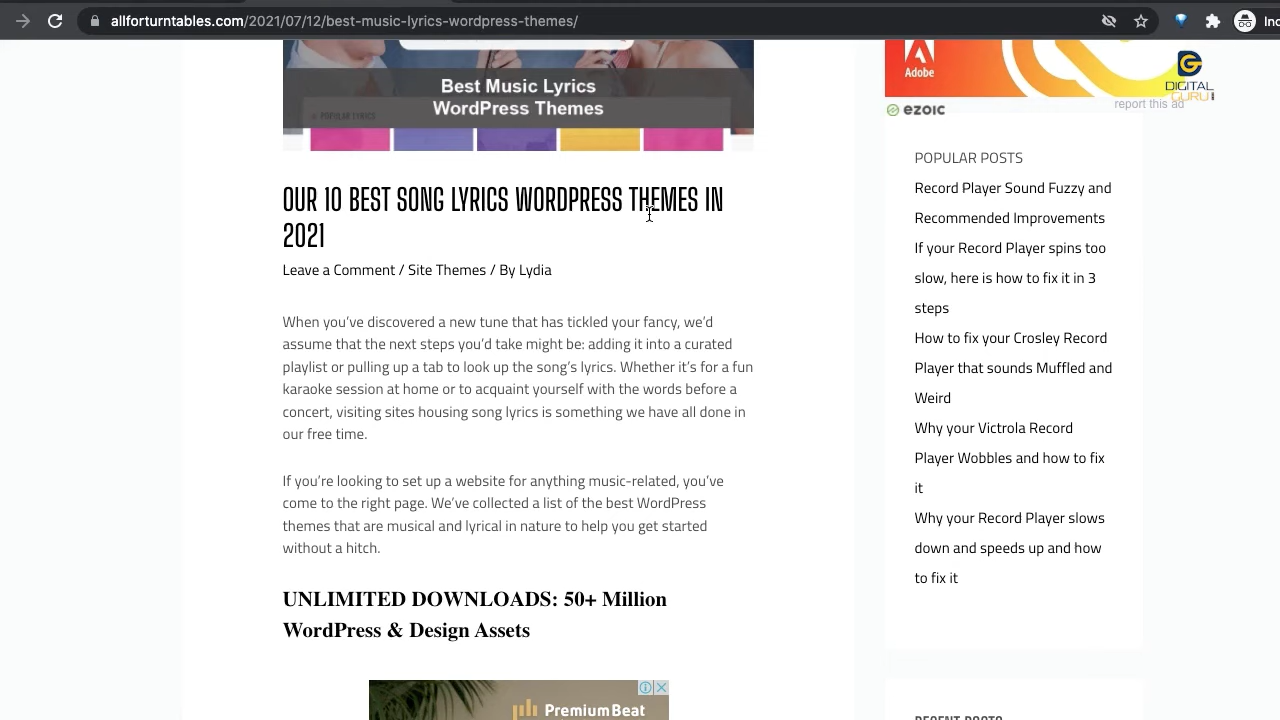 allforturntables.com/2021/07/12/best-music-lyrics-wordpress-themes/
Inc
Best Music Lyrics
WordPress Themes
POPULAR LYRICS
OUR 10 BEST SONG LYRICS WORDPRESS THEMES IN
2021
Leave a Comment / Site Themes / By Lydia
When you’ve discovered a new tune that has tickled your fancy, we’d
assume that the next steps you’d take might be: adding it into a curated
playlist or pulling up a tab to look up the song’s lyrics. Whether it’s for a fun
karaoke session at home or to acquaint yourself with the words before a
concert, visiting sites housing song lyrics is something we have all done in
our free time.
If you’re looking to set up a website for anything music-related, you’ve
come to the right page. We’ve collected a list of the best WordPress
themes that are musical and lyrical in nature to help you get started
without a hitch.
UNLIMITED DOWNLOADS: 50+ Million
WordPress & Design Assets
PremiumBeat
Adobe
DIGITAL
GURU
report this ad
ezoic
POPULAR POSTS
Record Player Sound Fuzzy and
Recommended Improvements
If your Record Player spins too
slow, here is how to fix it in 3
steps
How to fix your Crosley Record
Player that sounds Muffled and
Weird
Why your Victrola Record
Player Wobbles and how to fix
it
Why your Record Player slows
down and speeds up and how
to fix it
RECENT POSTS